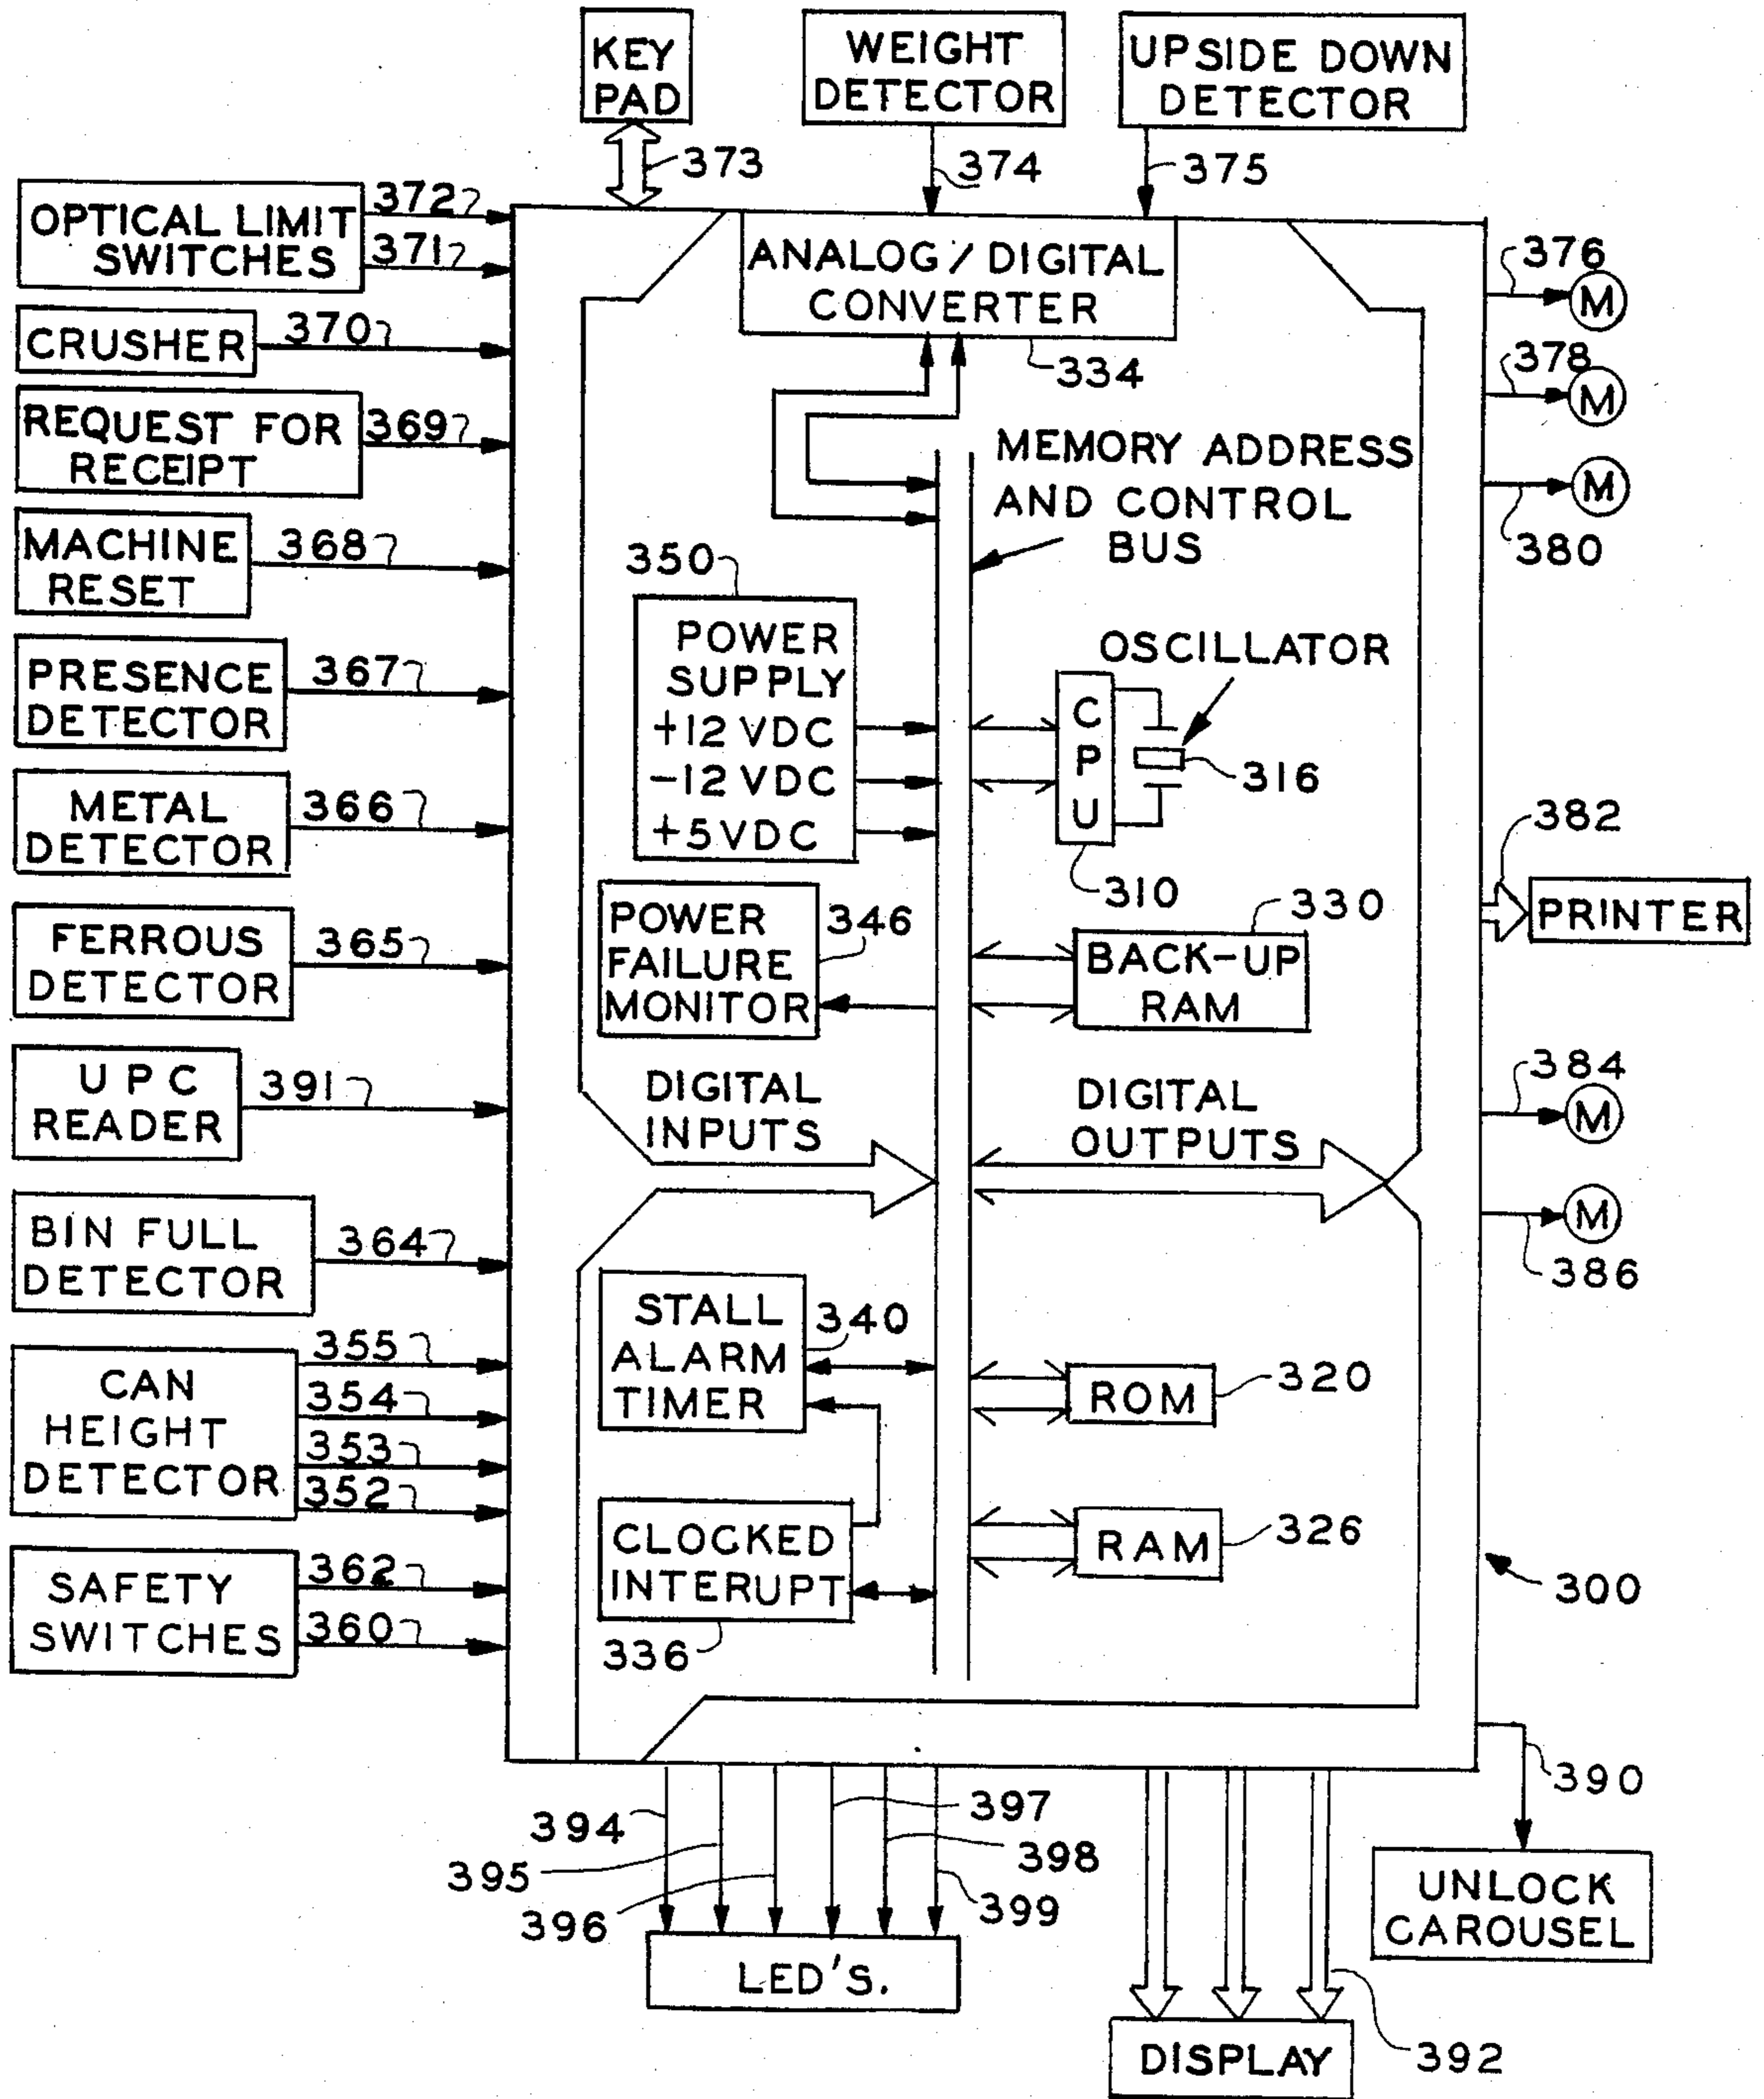 KEY
PAD
WEIGHT
DETECTOR
UPSIDE DOWN
DETECTOR
373
374
375
OPTICAL LIMIT
SWITCHES
372
371
CRUSHER
370
REQUEST FOR
RECEIPT
369
MACHINE
RESET
368
PRESENCE
DETECTOR
367
METAL
DETECTOR
366
FERROUS
DETECTOR
365
UPC
READER
391
BIN FULL
DETECTOR
364
CAN
HEIGHT
DETECTOR
355
354
353
352
SAFETY
SWITCHES
362
360
ANALOG / DIGITAL
CONVERTER
334
MEMORY ADDRESS
AND CONTROL
BUS
350
POWER
SUPPLY
+12 VDC
-12 VDC
+5 VDC
OSCILLATOR
C
P
U
316
310
POWER
FAILURE
MONITOR
346
330
BACK-UP
RAM
DIGITAL
INPUTS
DIGITAL
OUTPUTS
STALL
ALARM
TIMER
340
ROM
320
CLOCKED
INTERUPT
336
RAM
326
376
M
378
M
M
380
382
PRINTER
384
M
M
386
300
390
UNLOCK
CAROUSEL
394
395
396
397
398
399
LED'S.
392
DISPLAY